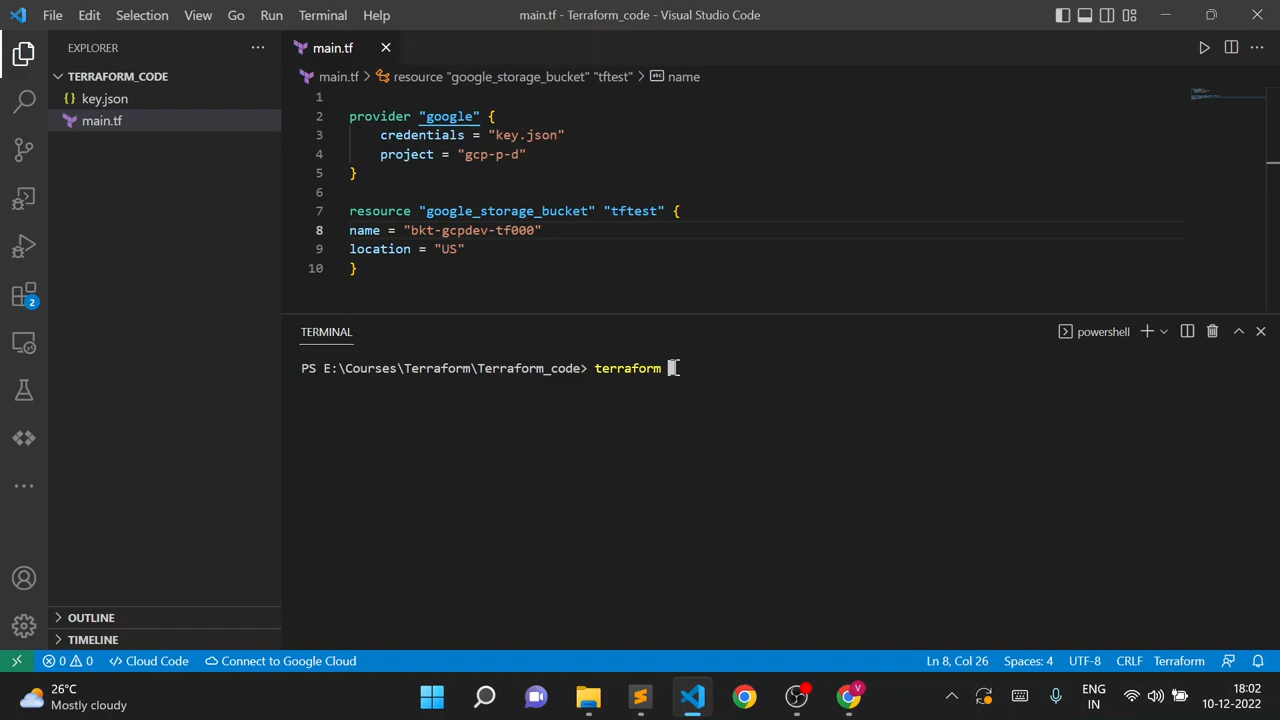 File Edit Selection View Go Run Terminal Help
main.tf - Terraform_code - Visual Studio Code
EXPLORER
TERRAFORM_CODE
key.json
main.tf
OUTLINE
TIMELINE
main.tf
main.tf > resource "google_storage_bucket" "tftest" > name
1
2 provider "google" {
3 credentials = "key.json"
4 project = "gcp-p-d"
5 }
6
7 resource "google_storage_bucket" "tftest" {
8 name = "bkt-gcpdev-tf000"
9 location = "US"
10 }
TERMINAL
powershell
PS E:\Courses\Terraform\Terraform_code> terraform
2
0 0 Cloud Code Connect to Google Cloud
Ln 8, Col 26 Spaces: 4 UTF-8 CRLF Terraform
26°C
Mostly cloudy
V
ENG
IN
18:02
10-12-2022